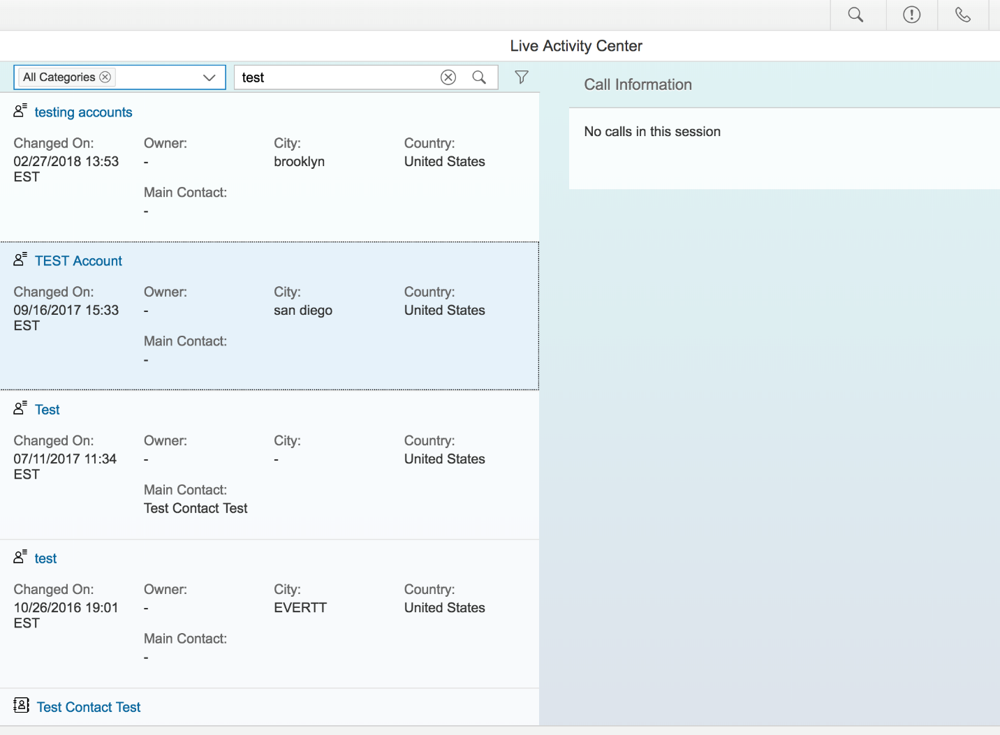 Live Activity Center
All Categories
test
Call Information
No calls in this session
testing accounts
Changed On: Owner: City: Country:
02/27/2018 13:53 - brooklyn United States
EST
Main Contact:
-
TEST Account
Changed On: Owner: City: Country:
09/16/2017 15:33 - san diego United States
EST
Main Contact:
-
Test
Changed On: Owner: City: Country:
07/11/2017 11:34 - - United States
EST
Main Contact:
Test Contact Test
test
Changed On: Owner: City: Country:
10/26/2016 19:01 - EVERTT United States
EST
Main Contact:
-
Test Contact Test